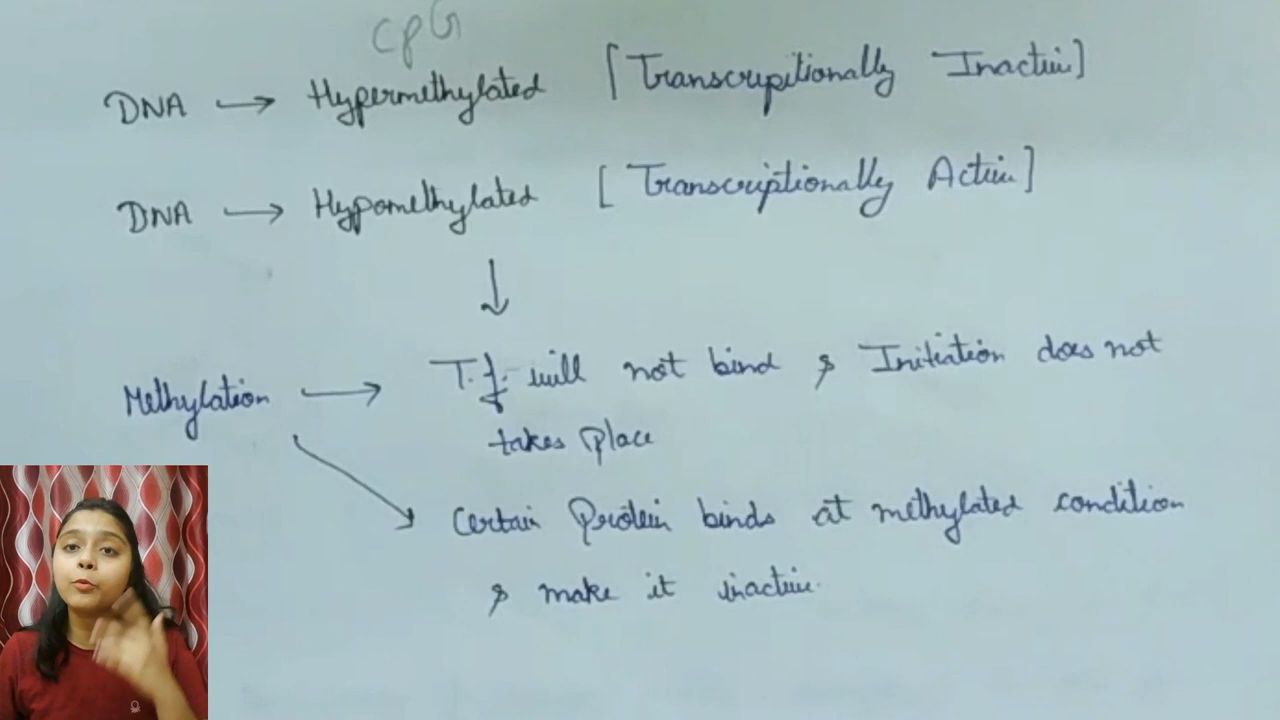 CpG
DNA → Hypermethylated [Transcriptionally Inactive]
DNA → Hypomethylated [Transcriptionally Active]
↓
Methylation → T.f. will not bind & Initiation does not
takes place
Certain Protein binds at methylated condition
& make it inactive.